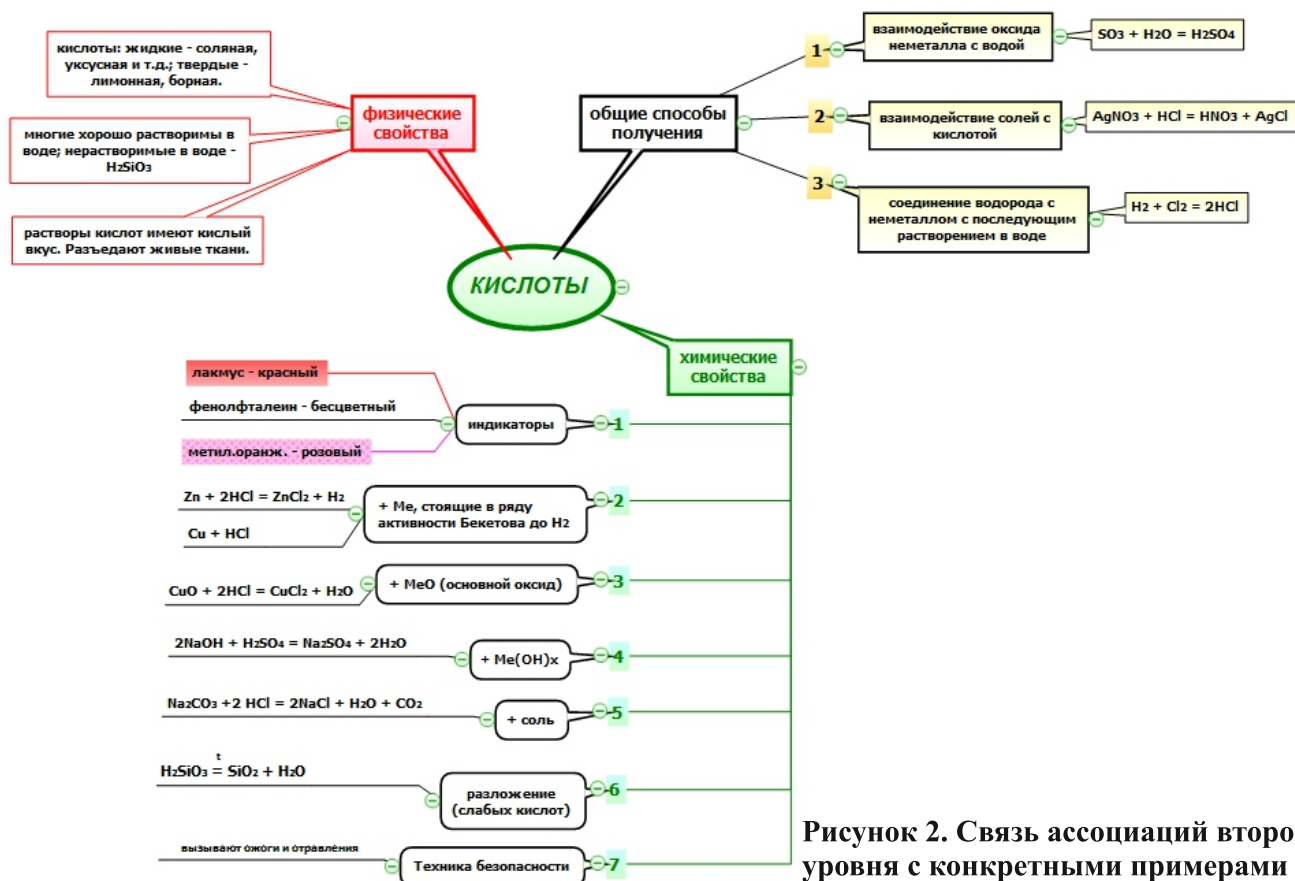 кислоты: жидкие - соляная,
уксусная и т.д.; твердые -
лимонная, борная.
многие хорошо растворимы в
воде; нерастворимые в воде -
H2SiO3
растворы кислот имеют кислый
вкус. Разъедают живые ткани.
физические
свойства
общие способы
получения
1
взаимодействие оксида
неметалла с водой
SO3 + H2O = H2SO4
2
взаимодействие солей с
кислотой
AgNO3 + HCl = HNO3 + AgCl
3
соединение водорода с
неметаллом с последующим
растворением в воде
H2 + Cl2 = 2HCl
КИСЛОТЫ
химические
свойства
лакмус - красный
фенолфталеин - бесцветный
метил.оранж. - розовый
индикаторы
1
Zn + 2HCl = ZnCl2 + H2
Cu + HCl
+ Me, стоящие в ряду
активности Бекетова до H2
2
CuO + 2HCl = CuCl2 + H2O
+ MeO (основной оксид)
3
2NaOH + H2SO4 = Na2SO4 + 2H2O
+ Me(OH)x
4
Na2CO3 +2 HCl = 2NaCl + H2O + CO2
+ соль
5
t
H2SiO3 = SiO2 + H2O
разложение
(слабых кислот)
6
вызывают ожоги и отравления
Техника безопасности
7
Рисунок 2. Связь ассоциаций второ
уровня с конкретными примерами